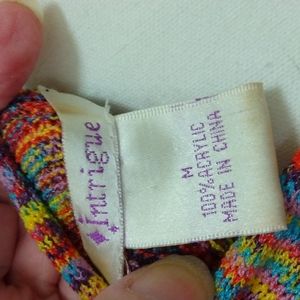 Intrigue
M
100% ACRYLIC
MADE IN CHINA